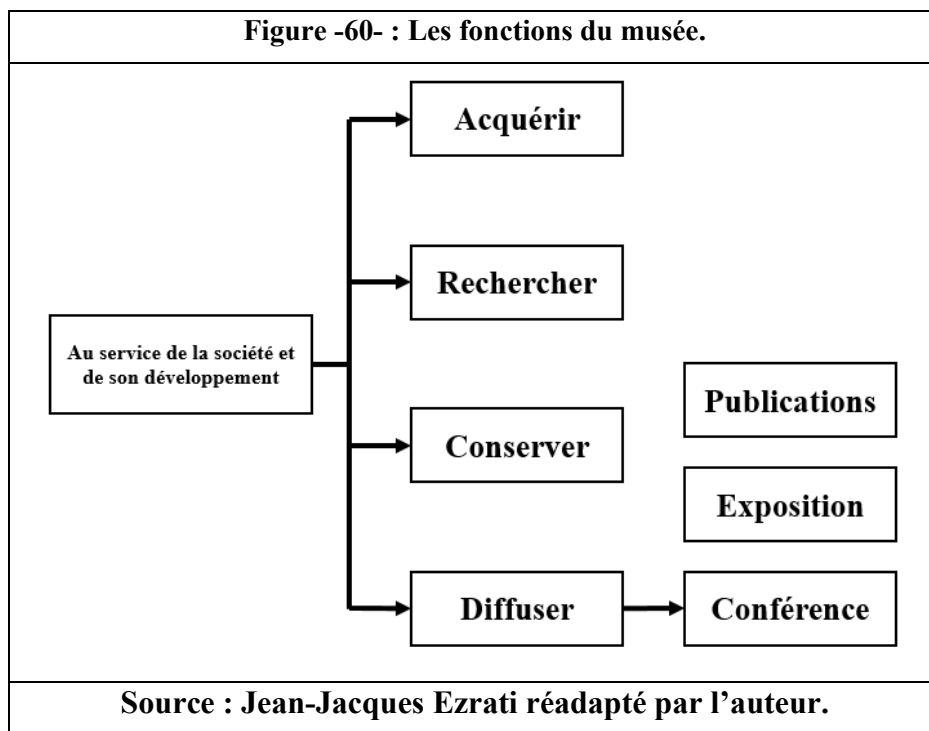 Figure -60- : Les fonctions du musée.
Acquérir
Rechercher
Au service de la société et
de son développement
Conserver
Publications
Exposition
Diffuser
Conférence
Source : Jean-Jacques Ezrati réadapté par l’auteur.